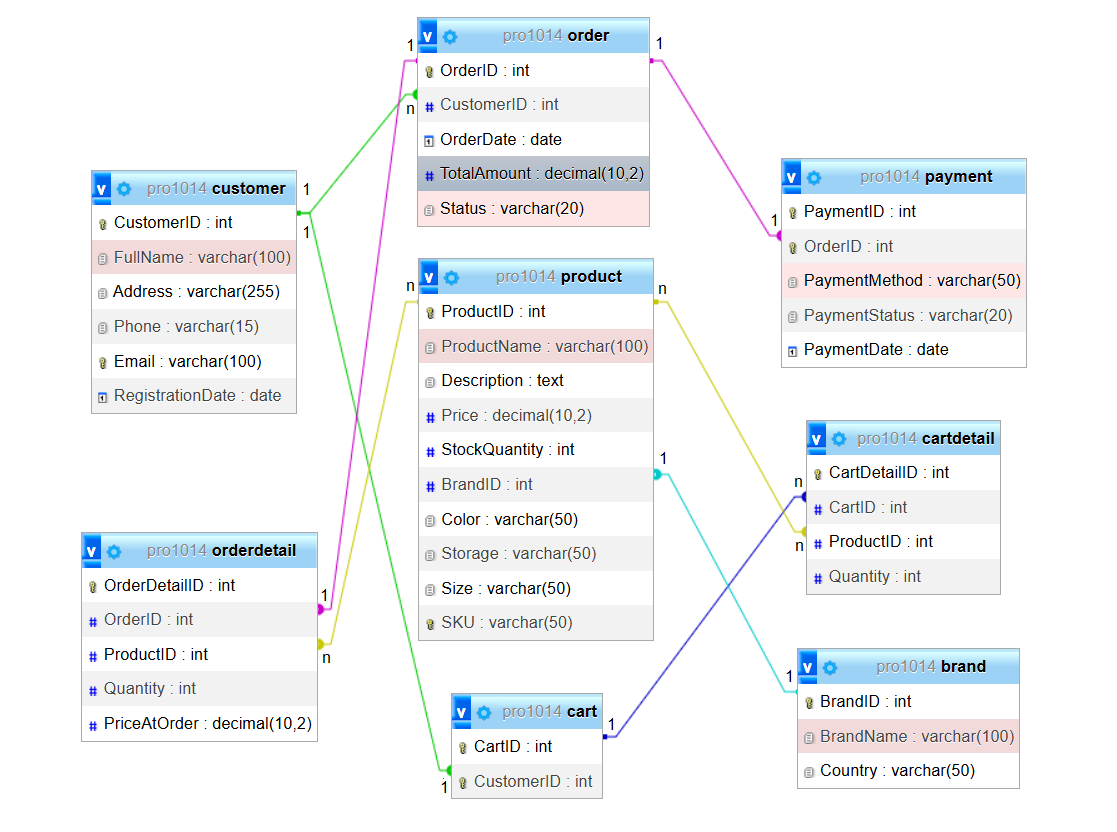 pro1014 order
OrderID : int
CustomerID : int
OrderDate : date
TotalAmount : decimal(10,2)
Status : varchar(20)
1
n
1
pro1014 customer
CustomerID : int
FullName : varchar(100)
Address : varchar(255)
Phone : varchar(15)
Email : varchar(100)
RegistrationDate : date
1
1
pro1014 payment
PaymentID : int
OrderID : int
PaymentMethod : varchar(50)
PaymentStatus : varchar(20)
PaymentDate : date
1
pro1014 product
ProductID : int
ProductName : varchar(100)
Description : text
Price : decimal(10,2)
StockQuantity : int
BrandID : int
Color : varchar(50)
Storage : varchar(50)
Size : varchar(50)
SKU : varchar(50)
n
n
1
pro1014 cartdetail
CartDetailID : int
CartID : int
ProductID : int
Quantity : int
n
n
pro1014 orderdetail
OrderDetailID : int
OrderID : int
ProductID : int
Quantity : int
PriceAtOrder : decimal(10,2)
1
n
pro1014 cart
CartID : int
CustomerID : int
1
1
pro1014 brand
BrandID : int
BrandName : varchar(100)
Country : varchar(50)
1